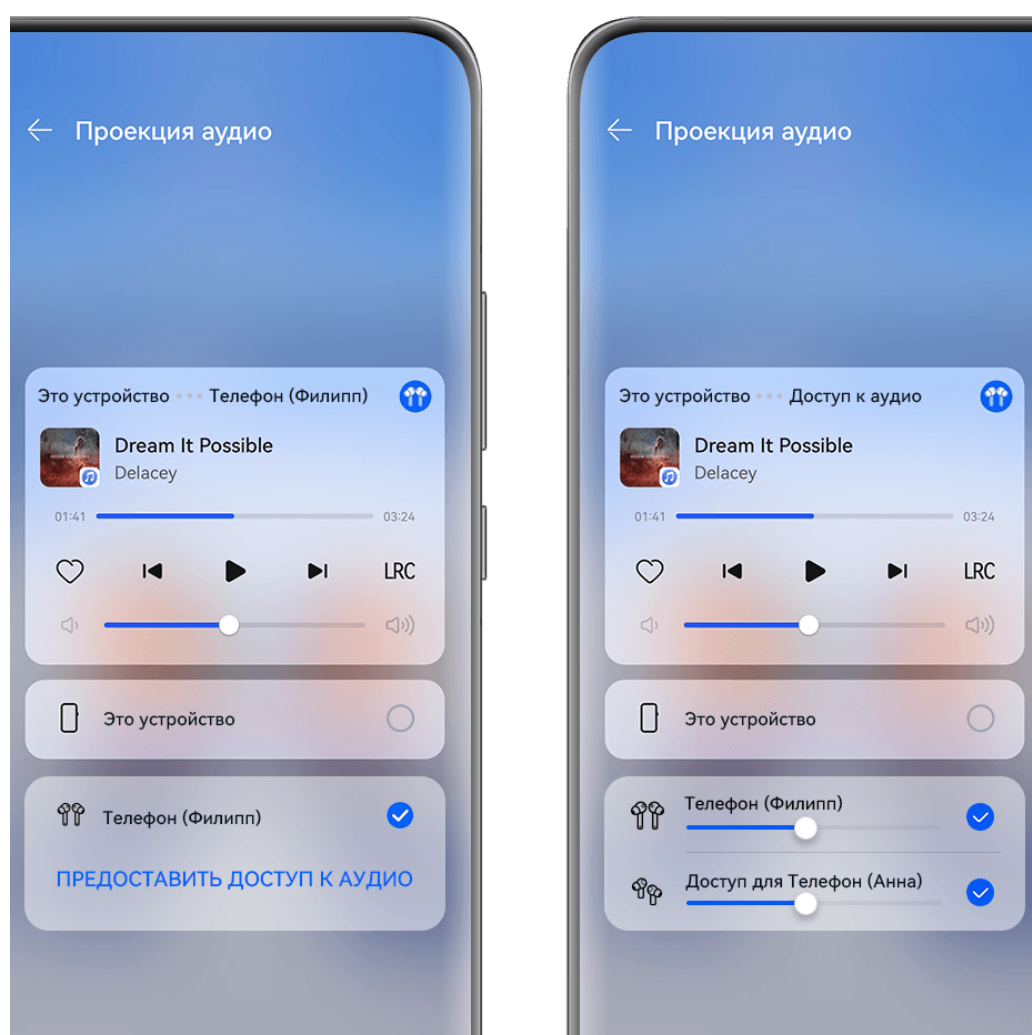 Проекция аудио
Это устройство ··· Телефон (Филипп)
Dream It Possible
Delacey
01:41 03:24
LRC
Это устройство
Телефон (Филипп)
ПРЕДОСТАВИТЬ ДОСТУП К АУДИО
Проекция аудио
Это устройство ··· Доступ к аудио
Dream It Possible
Delacey
01:41 03:24
LRC
Это устройство
Телефон (Филипп)
Доступ для Телефон (Анна)